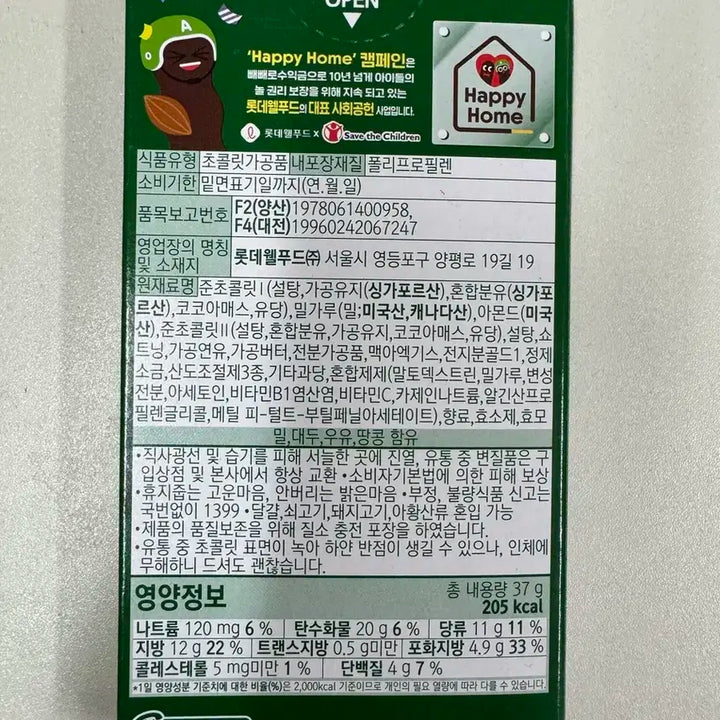 OPEN
'Happy Home' 캠페인은
빼빼로수익금으로 10년 넘게 아이들의
놀 권리 보장을 위해 지속 되고 있는
롯데웰푸드의 대표 사회공헌 사업입니다.
롯데웰푸드 x Save the Children
Happy
Home
A
식품유형 초콜릿가공품 내포장재질 폴리프로필렌
소비기한 밑면표기일까지(연.월.일)
품목보고번호 F2(양산)1978061400958,
F4(대전)19960242067247
영업장의 명칭 및 소재지 롯데웰푸드㈜ 서울시 영등포구 양평로 19길 19
원재료명 준초콜릿Ⅰ(설탕,가공유지(싱가포르산),혼합분유(싱가포
르산),코코아매스,유당),밀가루(밀;미국산,캐나다산),아몬드(미국
산),준초콜릿Ⅱ(설탕,혼합분유,가공유지,코코아매스,유당),설탕,쇼
트닝,가공연유,가공버터,전분가공품,맥아엑기스,전지분골드1,정제
소금,산도조절제3종,기타과당,혼합제제(말토덱스트린,밀가루,변성
전분,아세토인,비타민B1염산염,비타민C,카제인나트륨,알긴산프로
필렌글리콜,메틸 피-털트-부틸페닐아세테이트),향료,효소제,효모
밀,대두,우유,땅콩 함유
•직사광선 및 습기를 피해 서늘한 곳에 진열, 유통 중 변질품은 구
입상점 및 본사에서 항상 교환 •소비자기본법에 의한 피해 보상
•휴지줍는 고운마음, 안버리는 밝은마음 •부정, 불량식품 신고는
국번없이 1399 •달걀,쇠고기,돼지고기,아황산류 혼입 가능
•제품의 품질보존을 위해 질소 충전 포장을 하였습니다.
•유통 중 초콜릿 표면이 녹아 하얀 반점이 생길 수 있으나, 인체에
무해하니 드셔도 괜찮습니다.
영양정보 총 내용량 37 g
205 kcal
나트륨 120 mg 6 % 탄수화물 20 g 6 % 당류 11 g 11 %
지방 12 g 22 % 트랜스지방 0.5 g미만 포화지방 4.9 g 33 %
콜레스테롤 5 mg미만 1 % 단백질 4 g 7 %
*1일 영양성분 기준치에 대한 비율(%)은 2,000kcal 기준이므로 개인의 필요 열량에 따라 다를 수 있습니다.